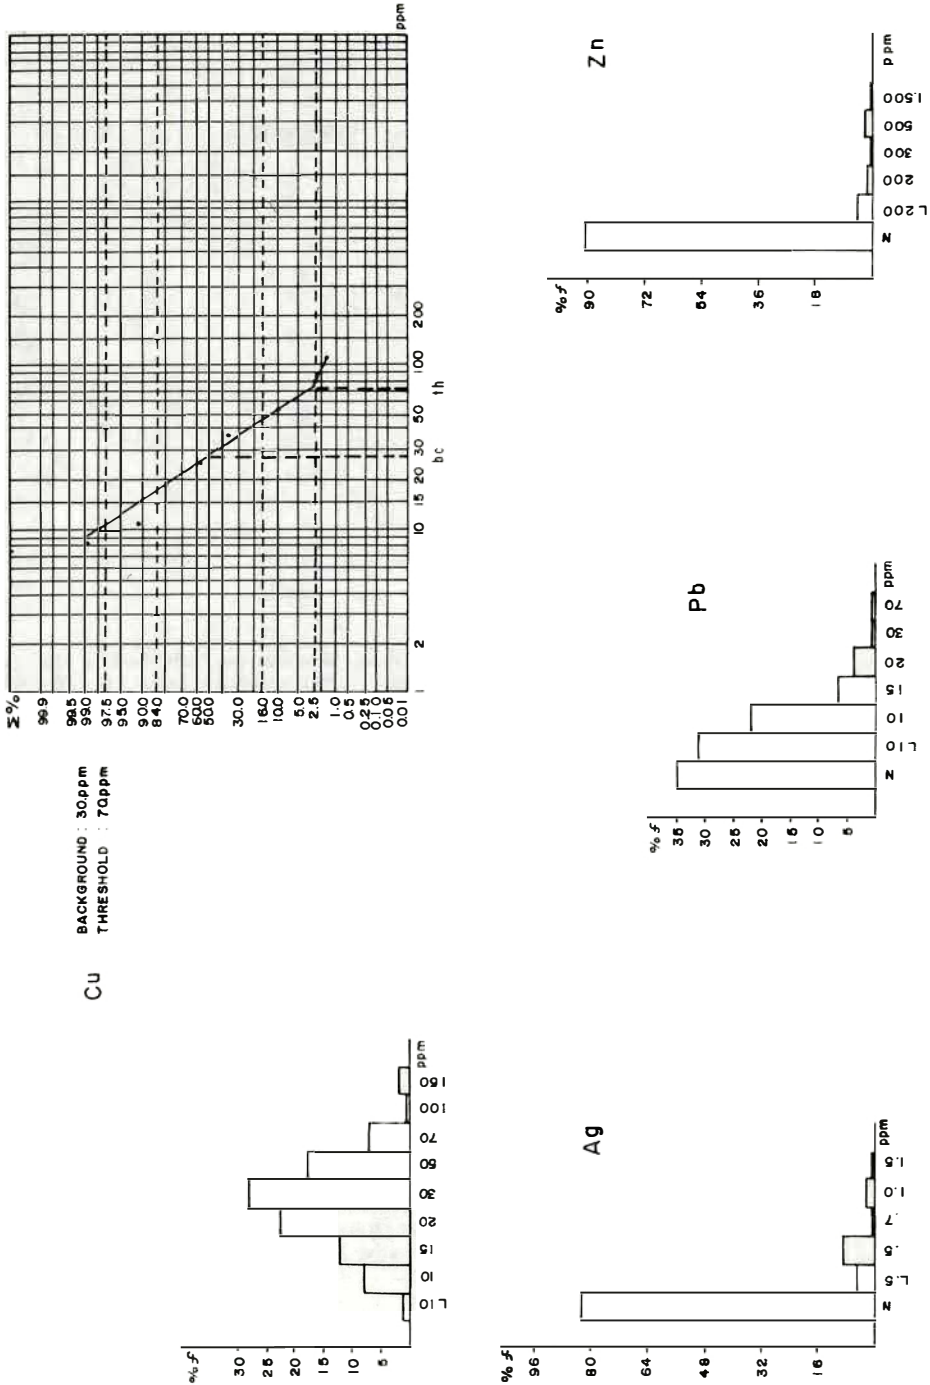 Cu
BACKGROUND : 30.ppm
THRESHOLD : 70.ppm
% f
30
20
15
10
5
L10
10
15
20
30
50
70
100
150
ppm
Σ%
99.9
99.5
99.0
97.5
95.0
90.0
84.0
70.0
60.0
50.0
30.0
16.0
10.0
5.0
2.5
1.0
0.5
0.25
0.1 0
0.05
0.01
1
2
10
15
20
30
50
100
200
ppm
bc
th
Ag
% f
96
80
64
48
32
16
N
L.5
.5
.7
1.0
1.5
ppm
Pb
% f
35
30
25
20
15
10
5
N
L10
10
15
20
30
70
ppm
Zn
% f
90
72
54
36
18
N
L 200
200
300
500
1.500
ppm